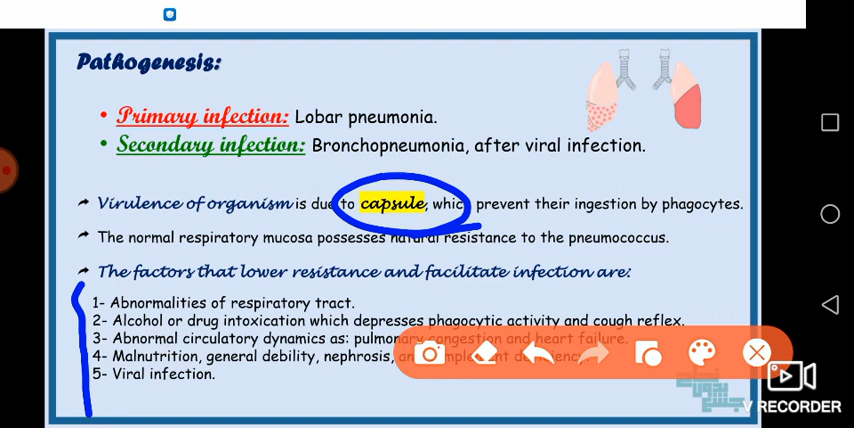 Pathogenesis:
• Primary infection: Lobar pneumonia.
• Secondary infection: Bronchopneumonia, after viral infection.
Virulence of organism is due to capsule, which prevent their ingestion by phagocytes.
The normal respiratory mucosa possesses natural resistance to the pneumococcus.
The factors that lower resistance and facilitate infection are:
1- Abnormalities of respiratory tract.
2- Alcohol or drug intoxication which depresses phagocytic activity and cough reflex.
3- Abnormal circulatory dynamics as: pulmonary congestion and heart failure.
4- Malnutrition, general debility, nephrosis, and complement deficiency.
5- Viral infection.
V RECORDER